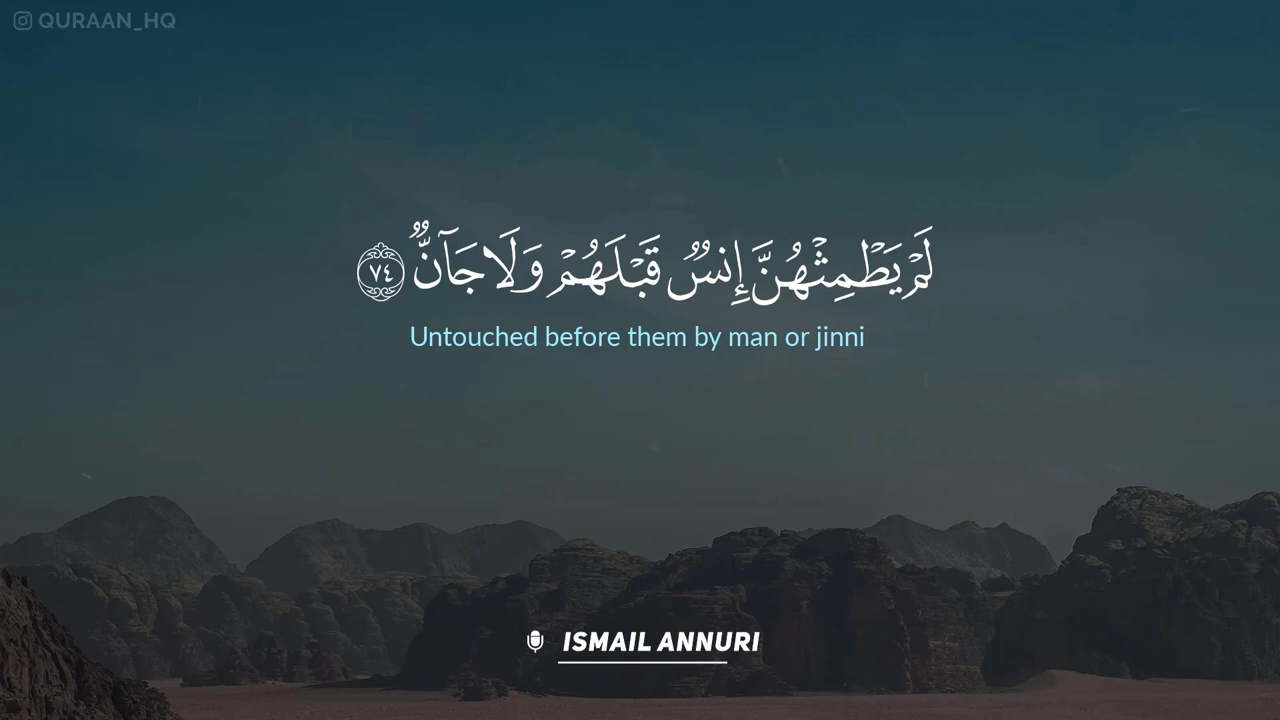 QURAAN_HQ
لَمْ يَطْمِثْهُنَّ إِنسٌ قَبْلَهُمْ وَلَا جَآنٌّ ٧٤
Untouched before them by man or jinni
ISMAIL ANNURI